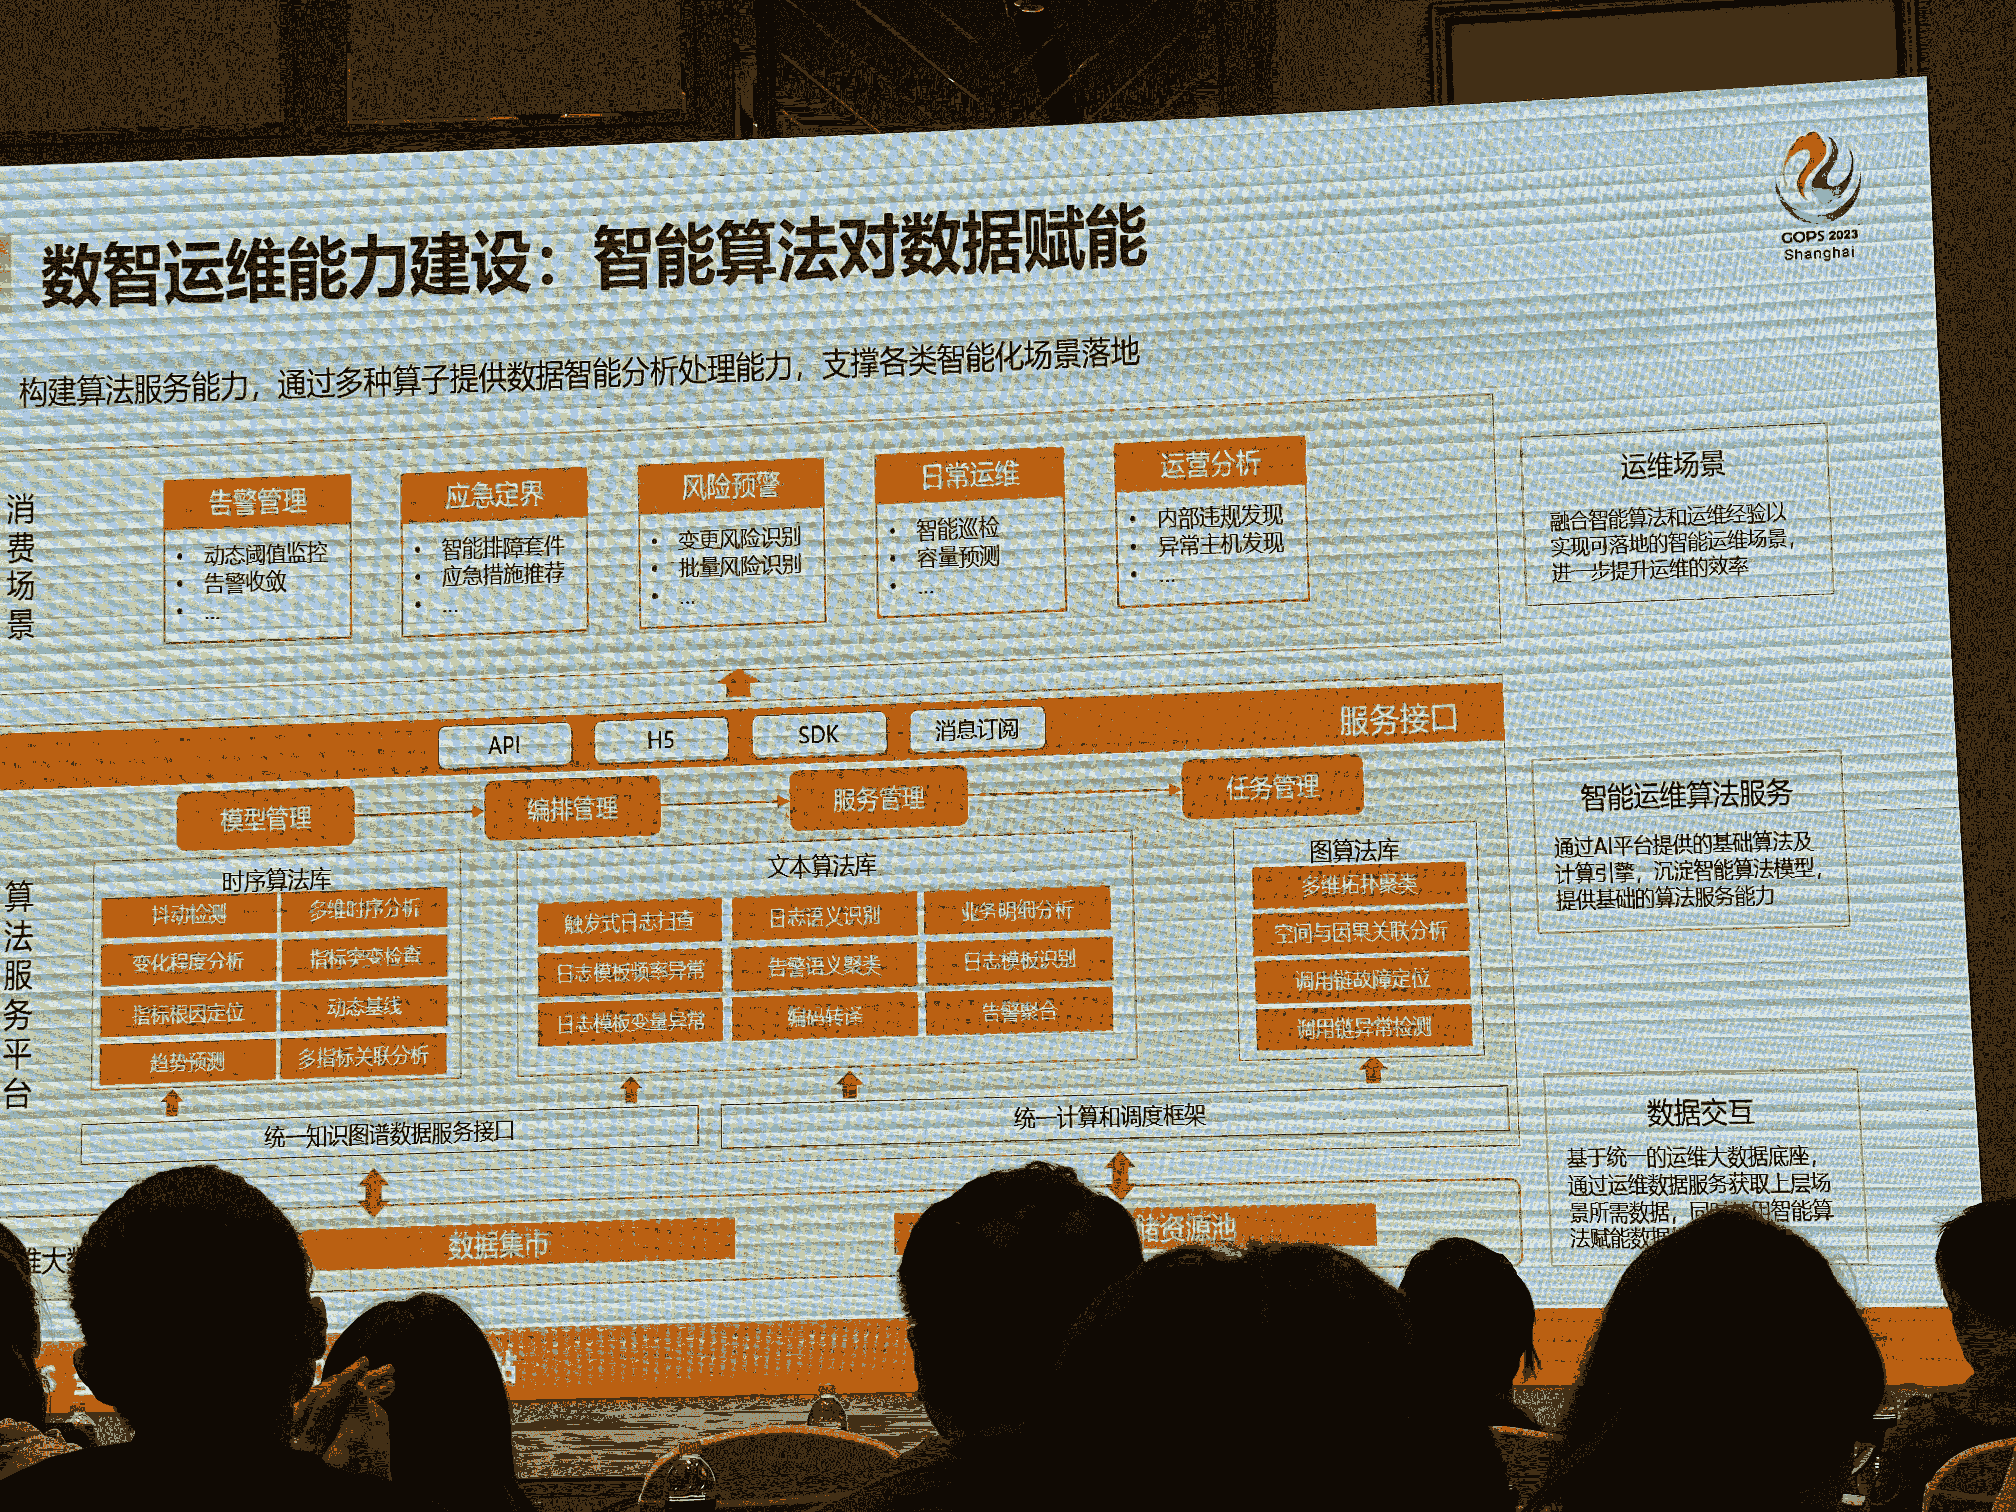 GOPS 2023
Shanghai
数智运维能力建设：智能算法对数据赋能
构建算法服务能力，通过多种算子提供数据智能分析处理能力，支撑各类智能化场景落地
消费场景
告警管理
• 动态阈值监控
• 告警收敛
• ...
应急定界
• 智能排障套件
• 应急措施推荐
• ...
风险预警
• 变更风险识别
• 批量风险识别
• ...
日常运维
• 智能巡检
• 容量预测
• ...
运营分析
• 内部违规发现
• 异常主机发现
• ...
运维场景
融合智能算法和运维经验以
实现可落地的智能运维场景，
进一步提升运维的效率
API
H5
SDK
消息订阅
服务接口
模型管理
编排管理
服务管理
任务管理
算法服务平台
时序算法库
抖动检测
多维时序分析
变化程度分析
指标突变检查
指标根因定位
动态基线
趋势预测
多指标关联分析
文本算法库
触发式日志扫查
日志语义识别
业务明细分析
日志模板频率异常
告警语义聚类
日志模板识别
日志模板变量异常
编码转译
告警聚合
图算法库
多维拓扑聚类
空间与因果关联分析
调用链故障定位
调用链异常检测
智能运维算法服务
通过AI平台提供的基础算法及
计算引擎，沉淀智能算法模型，
提供基础的算法服务能力
统一知识图谱数据服务接口
统一计算和调度框架
数据集市
储资源池
维大数
数据交互
基于统一的运维大数据底座，
通过运维数据服务获取上层场
景所需数据，同 用智能算
法赋能数据